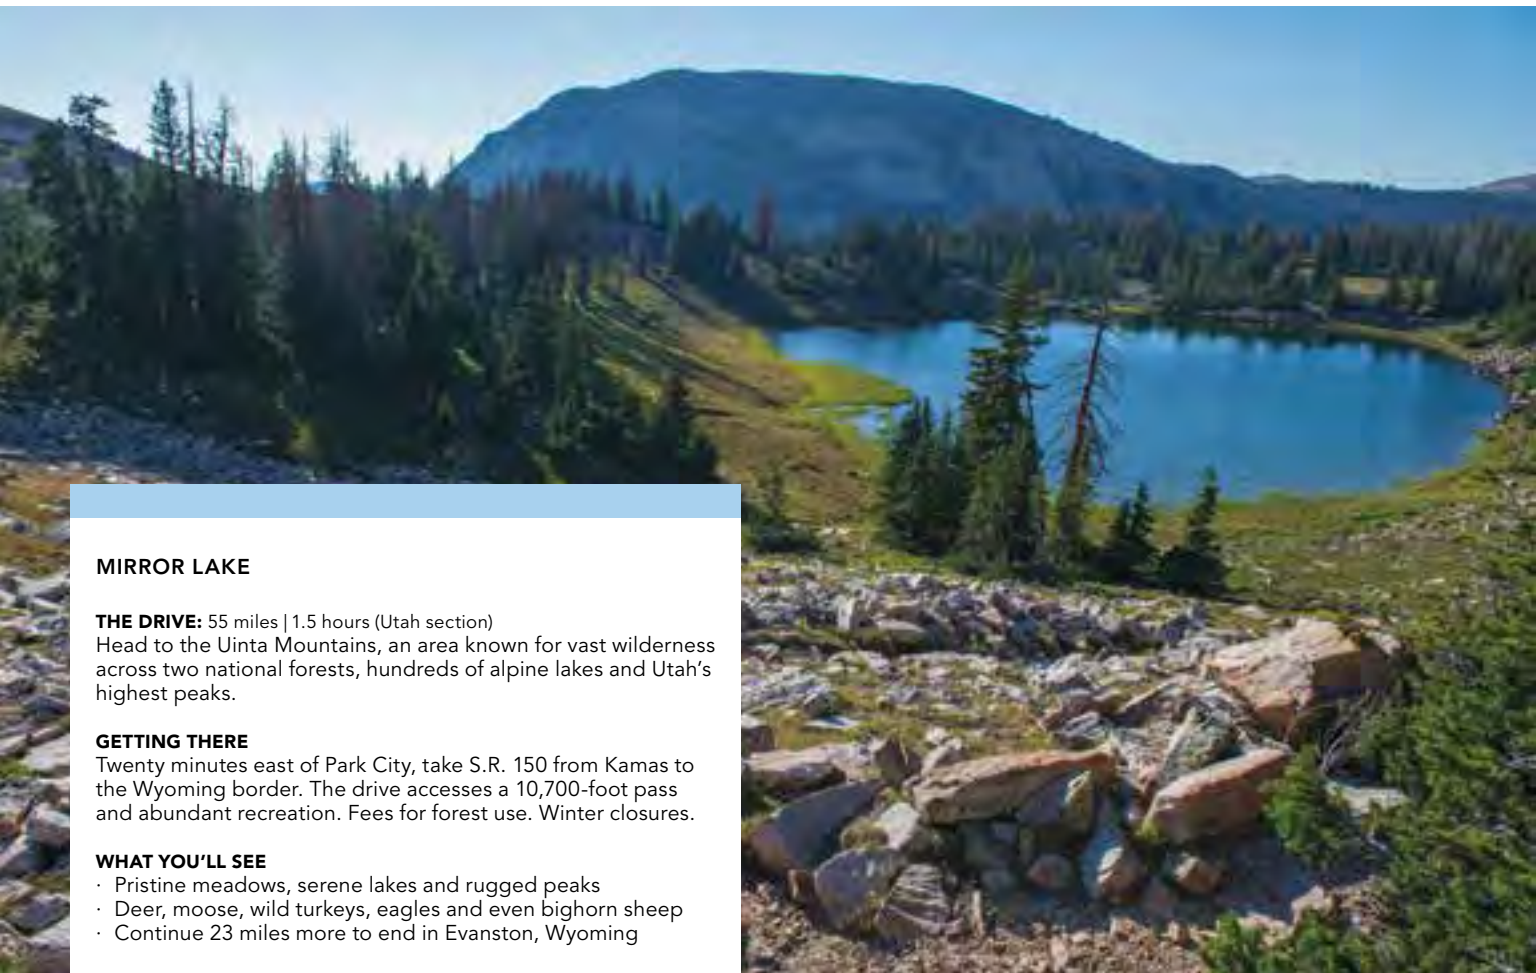 MIRROR LAKE
THE DRIVE: 55 miles | 1.5 hours (Utah section)
Head to the Uinta Mountains, an area known for vast wilderness
across two national forests, hundreds of alpine lakes and Utah's
highest peaks.
GETTING THERE
Twenty minutes east of Park City, take S.R. 150 from Kamas to
the Wyoming border. The drive accesses a 10,700-foot pass
and abundant recreation. Fees for forest use. Winter closures.
WHAT YOU'LL SEE
· Pristine meadows, serene lakes and rugged peaks
· Deer, moose, wild turkeys, eagles and even bighorn sheep
· Continue 23 miles more to end in Evanston, Wyoming